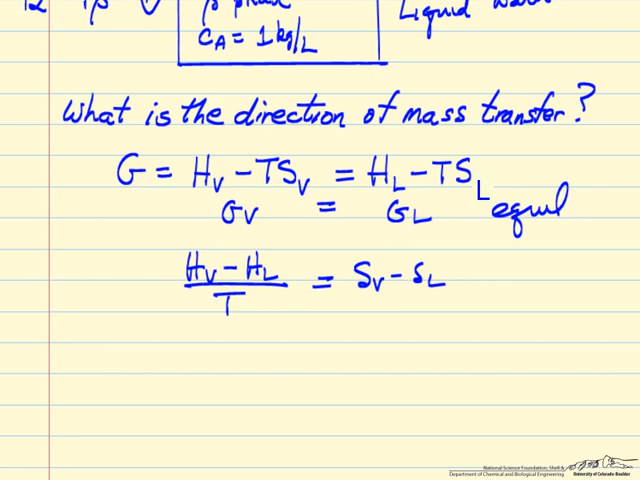 12
β phase
C_A = 1 kg/L
Liquid
What is the direction of mass transfer?
G = H_V - TS_V = H_L - TS_L
G_V = G_L equil
H_V - H_L / T = S_V - S_L
National Science Foundation, Shell &
Department of Chemical and Biological Engineering University of Colorado Boulder